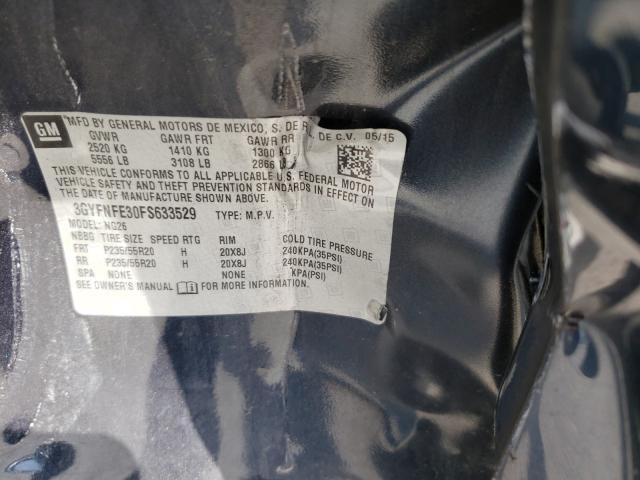 GM
MFD BY GENERAL MOTORS DE MEXICO, S. DE R.L. DE C.V. 05/15
GVWR GAWR FRT GAWR RR
2520 KG 1410 KG 1300 KG
5556 LB 3108 LB 2866 LB
THIS VEHICLE CONFORMS TO ALL APPLICABLE U.S. FEDERAL MOTOR
VEHICLE SAFETY AND THEFT PREVENTION STANDARDS IN EFFECT ON
THE DATE OF MANUFACTURE SHOWN ABOVE.
3GYFNFE30FS633529 TYPE: M.P.V.
MODEL: NG26
NBBG TIRE SIZE SPEED RTG RIM COLD TIRE PRESSURE
FRT P235/55R20 H 20X8J 240KPA(35PSI)
RR P235/55R20 H 20X8J 240KPA(35PSI)
SPA NONE NONE KPA(PSI)
SEE OWNER'S MANUAL FOR MORE INFORMATION.